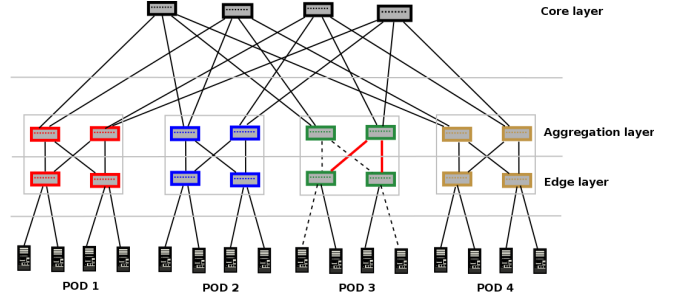 Core layer
Aggregation layer
Edge layer
POD 1
POD 2
POD 3
POD 4